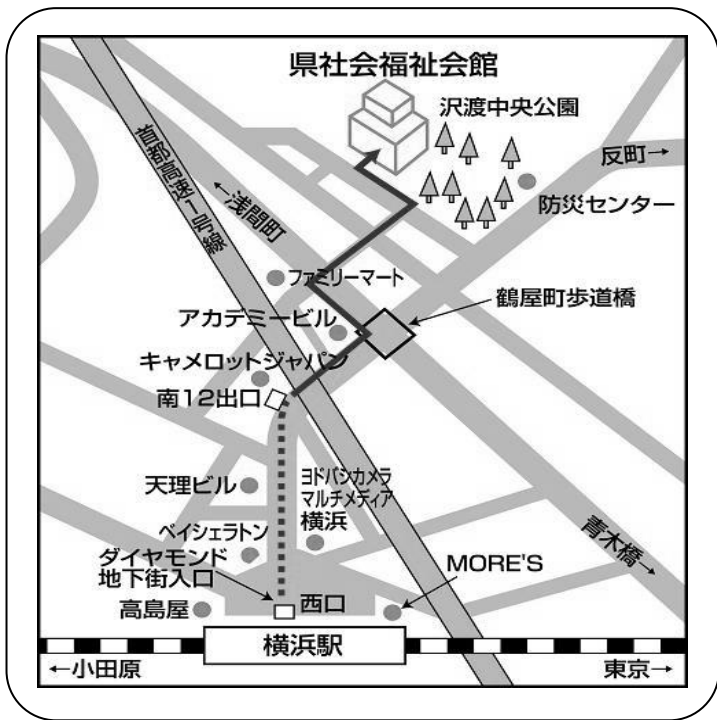 県社会福祉会館
沢渡中央公園
反町→
首都高速1号線
←浅間町
防災センター
ファミリーマート
鶴屋町歩道橋
アカデミービル
キャメロットジャパン
南12出口
天理ビル
ヨドバシカメラ
マルチメディア
横浜
ベイシェラトン
ダイヤモンド
地下街入口
青木橋→
MORE'S
高島屋
西口
横浜駅
←小田原
東京→